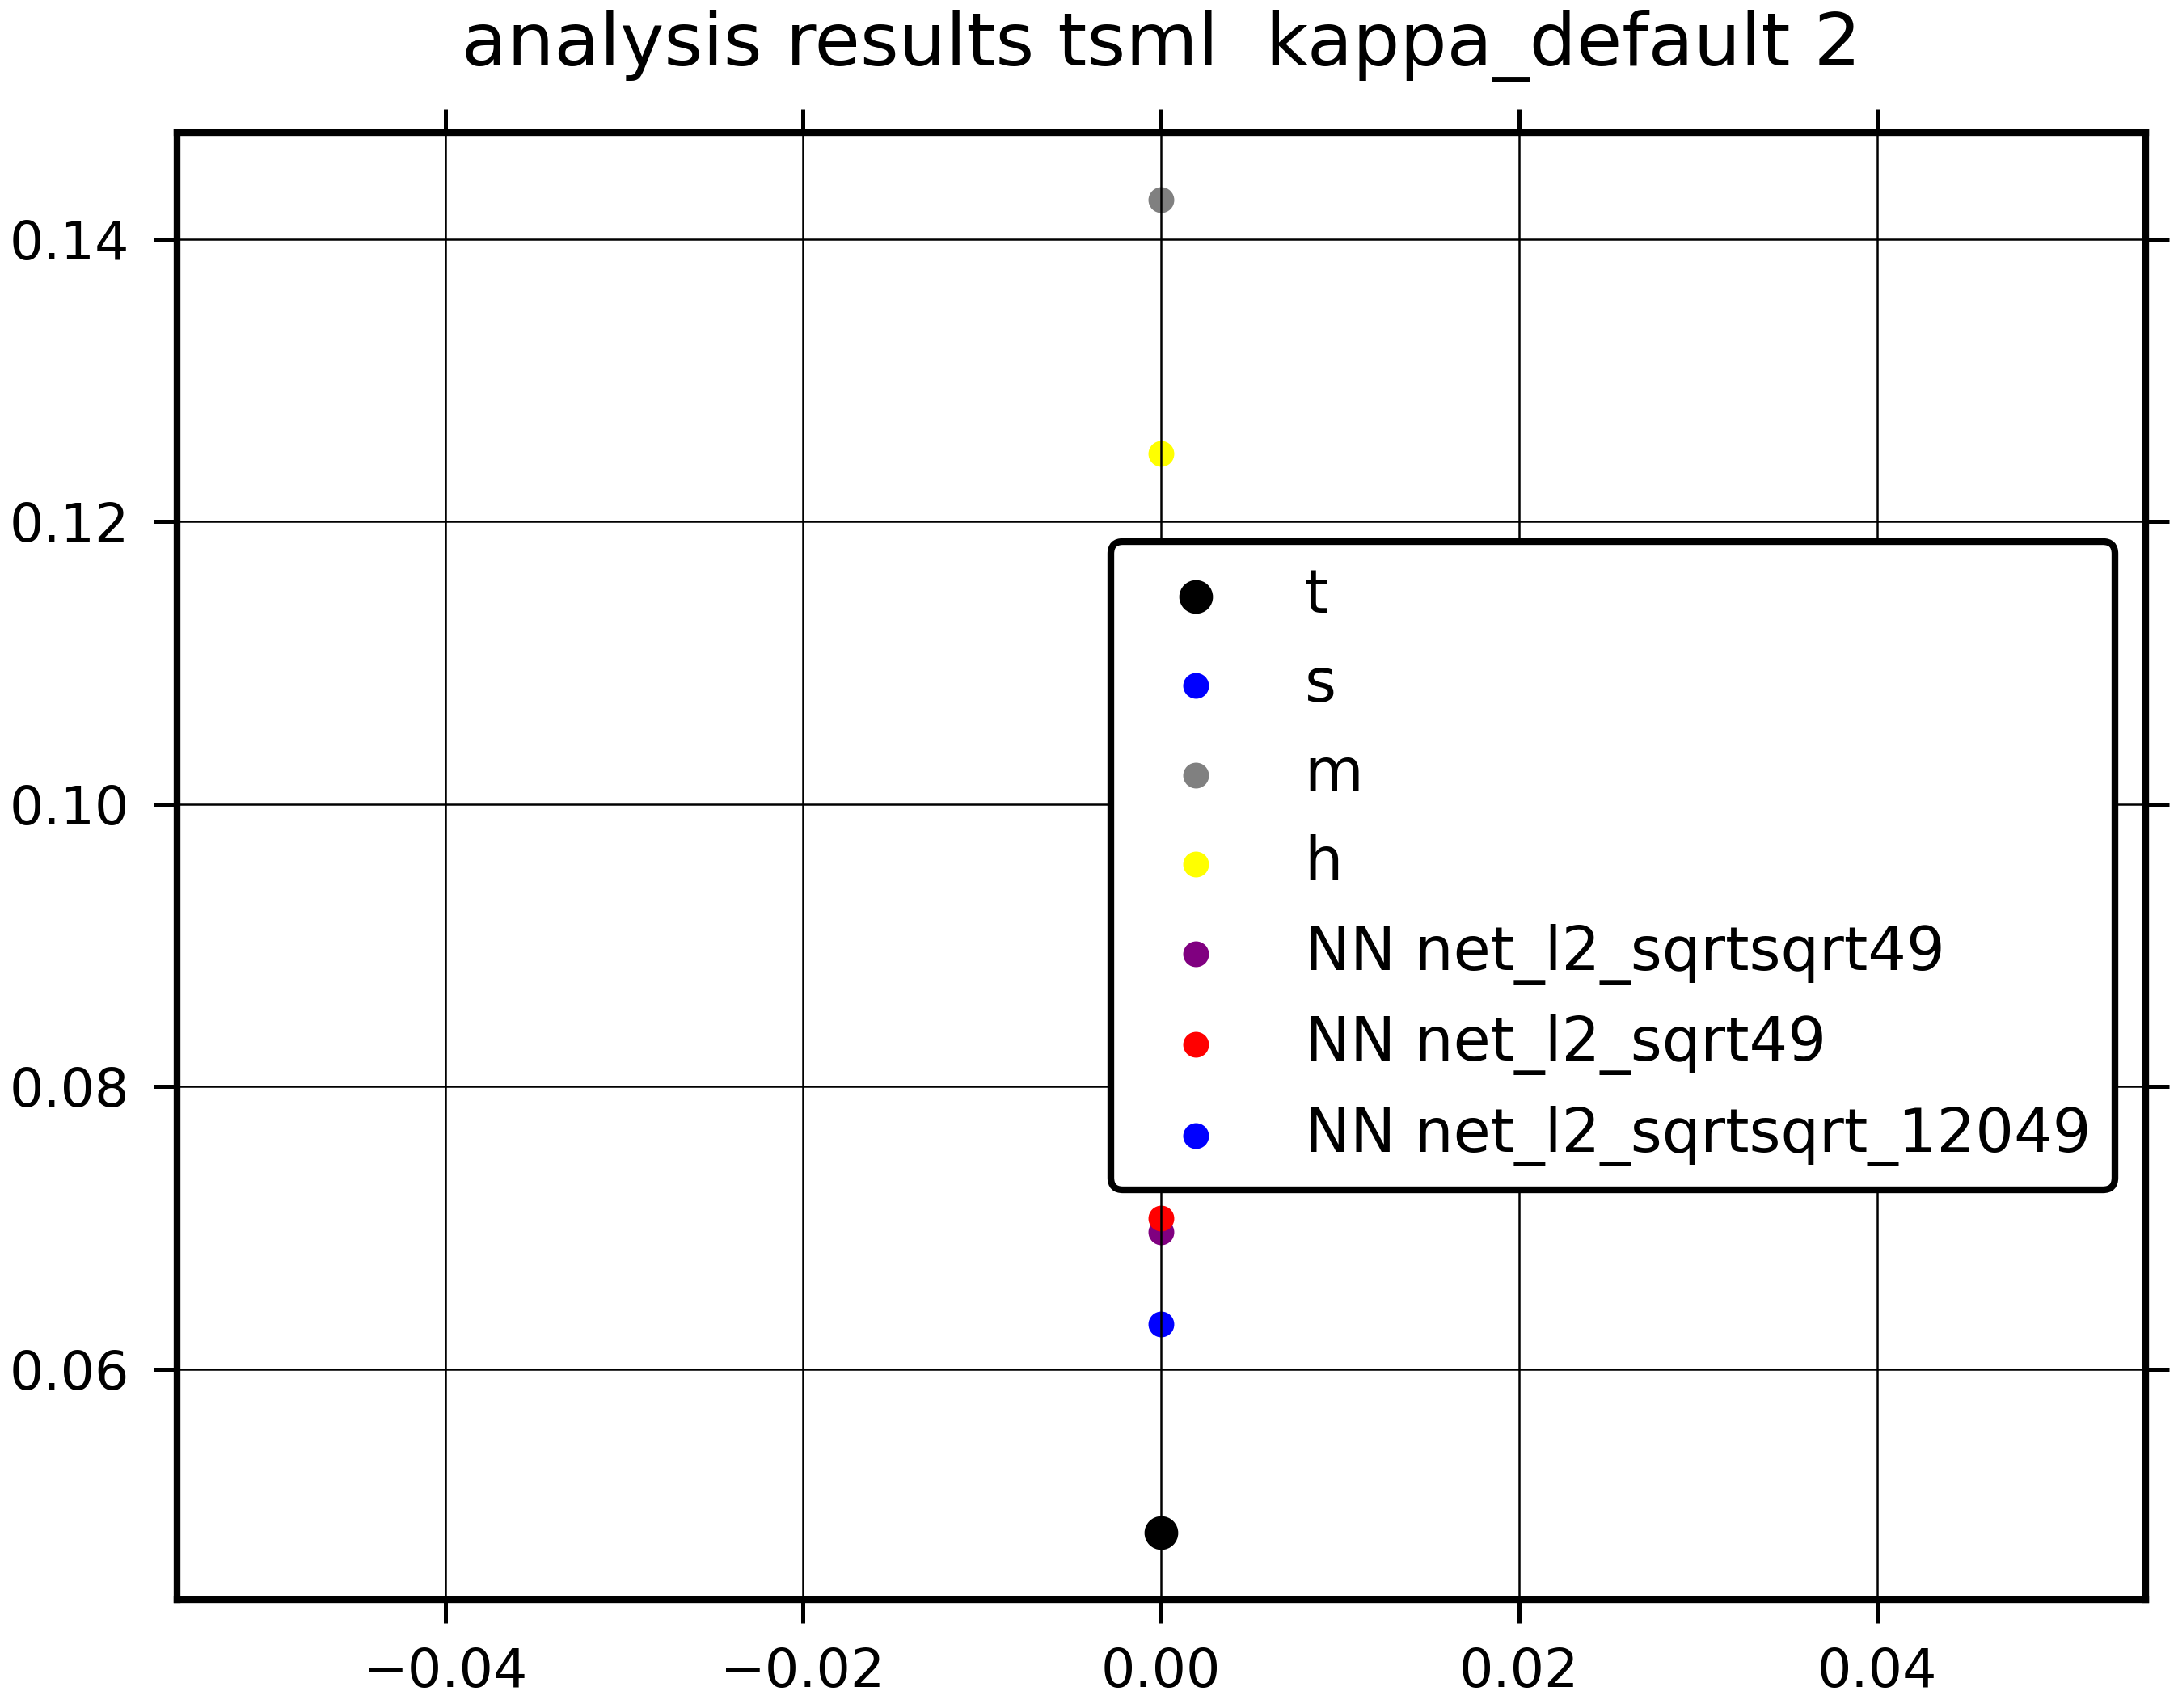 analysis results tsml  kappa_default 2
0.14
0.12
0.10
0.08
0.06
t
s
m
h
NN net_l2_sqrtsqrt49
NN net_l2_sqrt49
NN net_l2_sqrtsqrt_12049
−0.04 −0.02 0.00 0.02 0.04